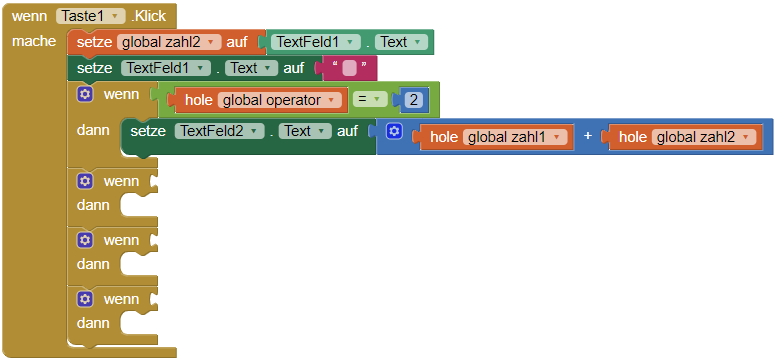 wenn Taste1 .Klick
mache setze global zahl2 auf TextFeld1 . Text
setze TextFeld1 . Text auf “ ”
wenn hole global operator = 2
dann setze TextFeld2 . Text auf hole global zahl1 + hole global zahl2
wenn
dann
wenn
dann
wenn
dann